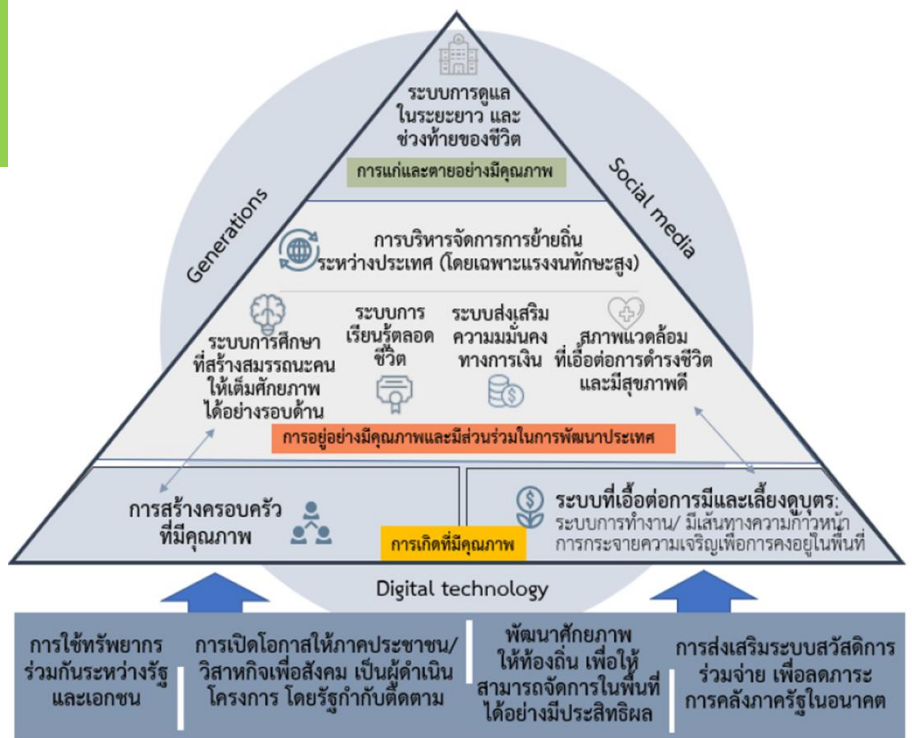 ระบบการดูแล
ในระยะยาว และ
ช่วงท้ายของชีวิต
การแก่และตายอย่างมีคุณภาพ
Generations
Social media
การบริหารจัดการการย้ายถิ่น
ระหว่างประเทศ (โดยเฉพาะแรงงนทักษะสูง)
ระบบการศึกษา
ที่สร้างสมรรถนะคน
ให้เต็มศักยภาพ
ได้อย่างรอบด้าน
ระบบการ
เรียนรู้ตลอด
ชีวิต
ระบบส่งเสริม
ความมมั่นคง
ทางการเงิน
สภาพแวดล้อม
ที่เอื้อต่อการดำรงชีวิต
และมีสุขภาพดี
การอยู่อย่างมีคุณภาพและมีส่วนร่วมในการพัฒนาประเทศ
การสร้างครอบครัว
ที่มีคุณภาพ
ระบบที่เอื้อต่อการมีและเลี้ยงดูบุตร:
ระบบการทำงาน/ มีเส้นทางความก้าวหน้า
การกระจายความเจริญเพื่อการคงอยู่ในพื้นที่
การเกิดที่มีคุณภาพ
Digital technology
การใช้ทรัพยากร
ร่วมกันระหว่างรัฐ
และเอกชน
การเปิดโอกาสให้ภาคประชาชน/
วิสาหกิจเพื่อสังคม เป็นผู้ดำเนิน
โครงการ โดยรัฐกำกับติดตาม
พัฒนาศักยภาพ
ให้ท้องถิ่น เพื่อให้
สามารถจัดการในพื้นที่
ได้อย่างมีประสิทธิผล
การส่งเสริมระบบสวัสดิการ
ร่วมจ่าย เพื่อลดภาระ
การคลังภาครัฐในอนาคต